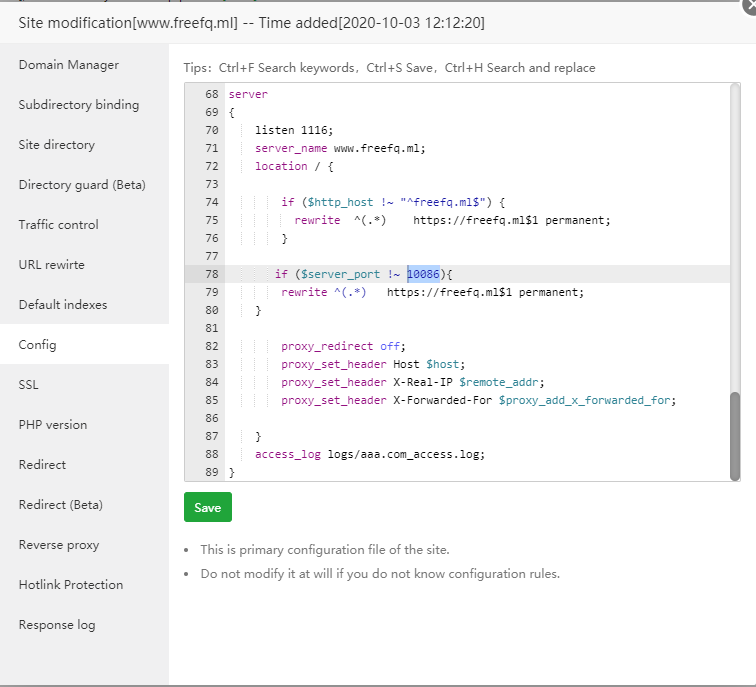 Site modification[www.freefq.ml] -- Time added[2020-10-03 12:12:20]
Domain Manager
Subdirectory binding
Site directory
Directory guard (Beta)
Traffic control
URL rewirte
Default indexes
Config
SSL
PHP version
Redirect
Redirect (Beta)
Reverse proxy
Hotlink Protection
Response log
Tips: Ctrl+F Search keywords, Ctrl+S Save, Ctrl+H Search and replace
68 server
69 {
70 listen 1116;
71 server_name www.freefq.ml;
72 location / {
73
74 if ($http_host !~ "^freefq.ml$") {
75 rewrite ^(.*) https://freefq.ml$1 permanent;
76 }
77
78 if ($server_port !~ 10086){
79 rewrite ^(.*) https://freefq.ml$1 permanent;
80 }
81
82 proxy_redirect off;
83 proxy_set_header Host $host;
84 proxy_set_header X-Real-IP $remote_addr;
85 proxy_set_header X-Forwarded-For $proxy_add_x_forwarded_for;
86
87 }
88 access_log logs/aaa.com_access.log;
89 }
Save
• This is primary configuration file of the site.
• Do not modify it at will if you do not know configuration rules.